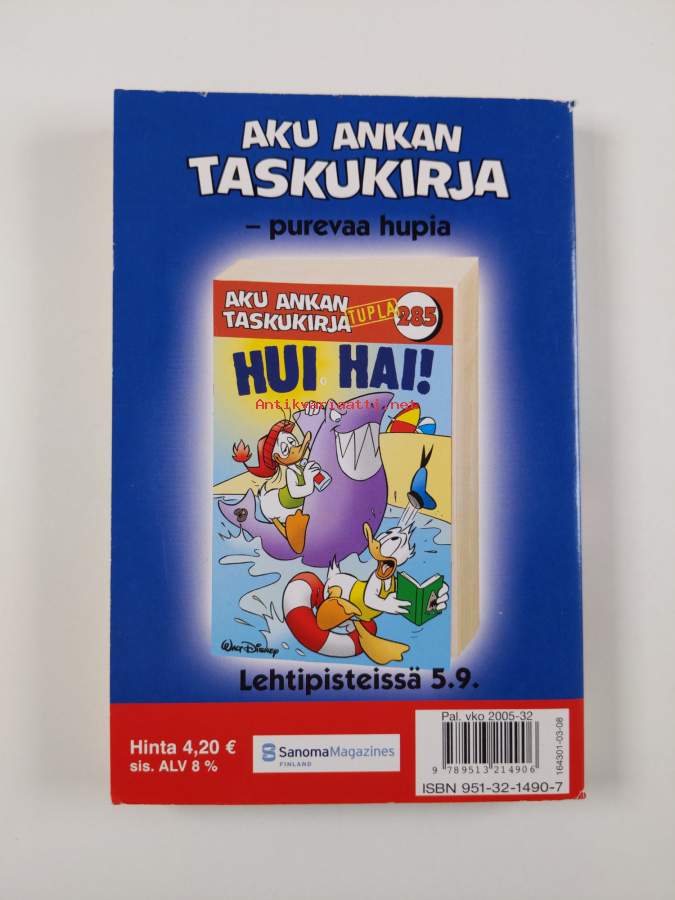 AKU ANKAN
TASKUKIRJA
– purevaa hupia
AKU ANKAN
TASKUKIRJA
TUPLA
285
HUI HAI!
Antikvariaatti.net
Walt Disney
Lehtipisteissä 5.9.
Hinta 4,20 €
sis. ALV 8 %
SanomaMagazines
FINLAND
Pal. vko 2005-32
9 789513 214906
ISBN 951-32-1490-7
164301-03-08